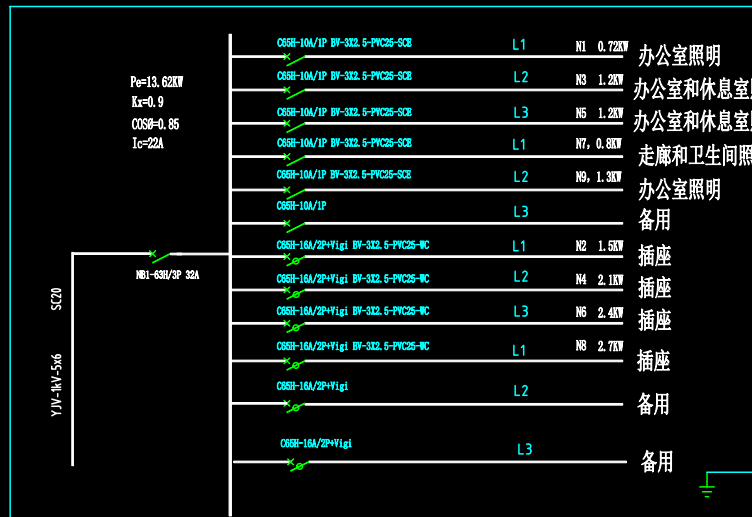 C65H-10A/1P BV-3X2.5-PVC25-SCE L1 N1 0.72KW 办公室照明
Pe=13.62KW
Kx=0.9
COSØ=0.85
Ic=22A
C65H-10A/1P BV-3X2.5-PVC25-SCE L2 N3 1.2KW 办公室和休息室照
C65H-10A/1P BV-3X2.5-PVC25-SCE L3 N5 1.2KW 办公室和休息室照
C65H-10A/1P BV-3X2.5-PVC25-SCE L1 N7, 0.8KW 走廊和卫生间照
C65H-10A/1P BV-3X2.5-PVC25-SCE L2 N9, 1.3KW 办公室照明
C65H-10A/1P L3 备用
C65H-16A/2P+Vigi BV-3X2.5-PVC25-WC L1 N2 1.5KW 插座
NB1-63H/3P 32A
C65H-16A/2P+Vigi BV-3X2.5-PVC25-WC L2 N4 2.1KW 插座
C65H-16A/2P+Vigi BV-3X2.5-PVC25-WC L3 N6 2.4KW 插座
C65H-16A/2P+Vigi BV-3X2.5-PVC25-WC L1 N8 2.7KW 插座
C65H-16A/2P+Vigi L2 备用
C65H-16A/2P+Vigi L3 备用
YJV-1kV-5x6 SC20